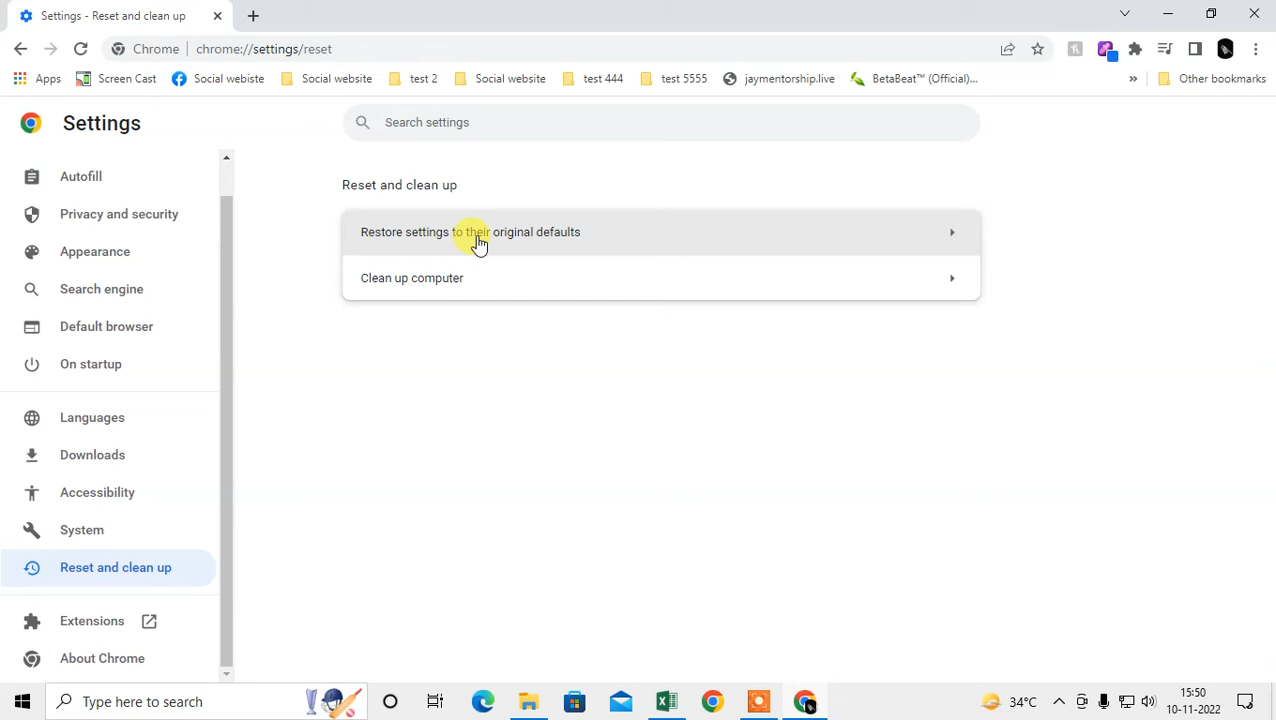 Settings - Reset and clean up
Chrome chrome://settings/reset
Apps Screen Cast Social webiste Social website test 2 Social website test 444 test 5555 jaymentorship.live BetaBeat™ (Official)... » Other bookmarks
Settings
Search settings
Autofill
Privacy and security
Appearance
Search engine
Default browser
On startup
Languages
Downloads
Accessibility
System
Reset and clean up
Extensions
About Chrome
Reset and clean up
Restore settings to their original defaults
Clean up computer
Type here to search
34°C
15:50
10-11-2022